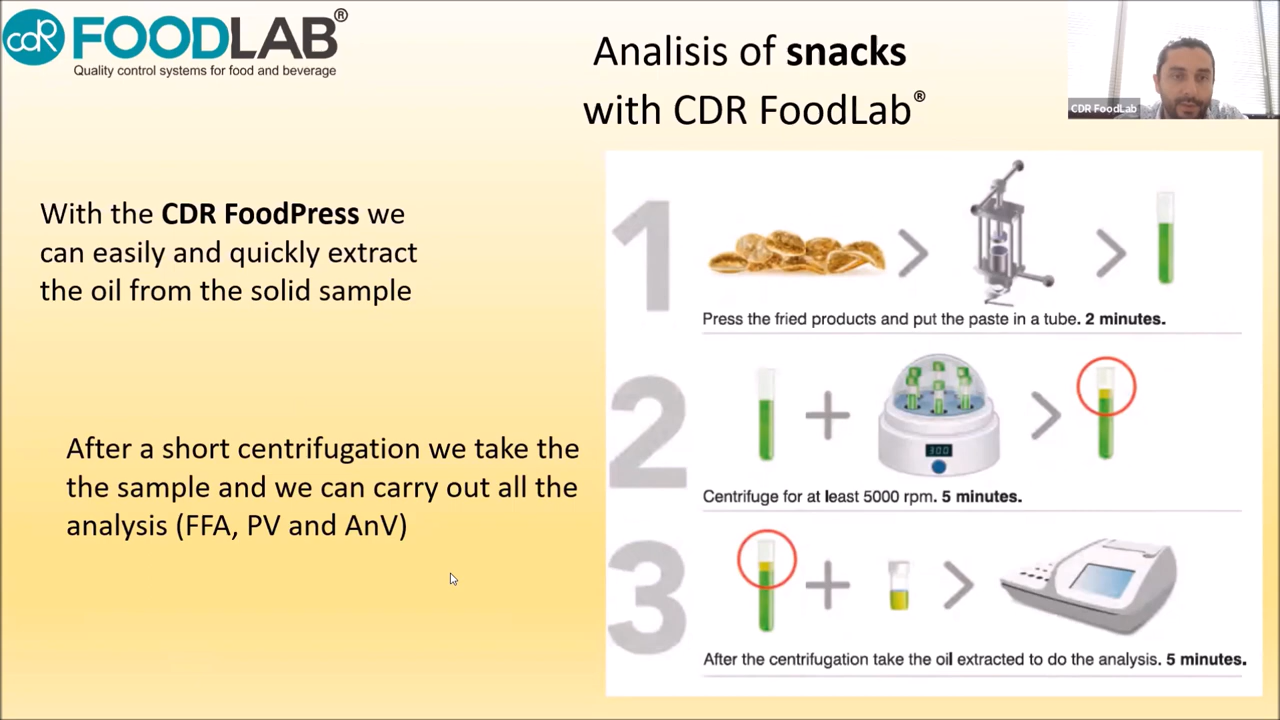 cdR FOODLAB®
Quality control systems for food and beverage
Analisis of snacks
with CDR FoodLab®
CDR FoodLab
With the CDR FoodPress we
can easily and quickly extract
the oil from the solid sample
After a short centrifugation we take the
the sample and we can carry out all the
analysis (FFA, PV and AnV)
1
Press the fried products and put the paste in a tube. 2 minutes.
2
300
Centrifuge for at least 5000 rpm. 5 minutes.
3
After the centrifugation take the oil extracted to do the analysis. 5 minutes.